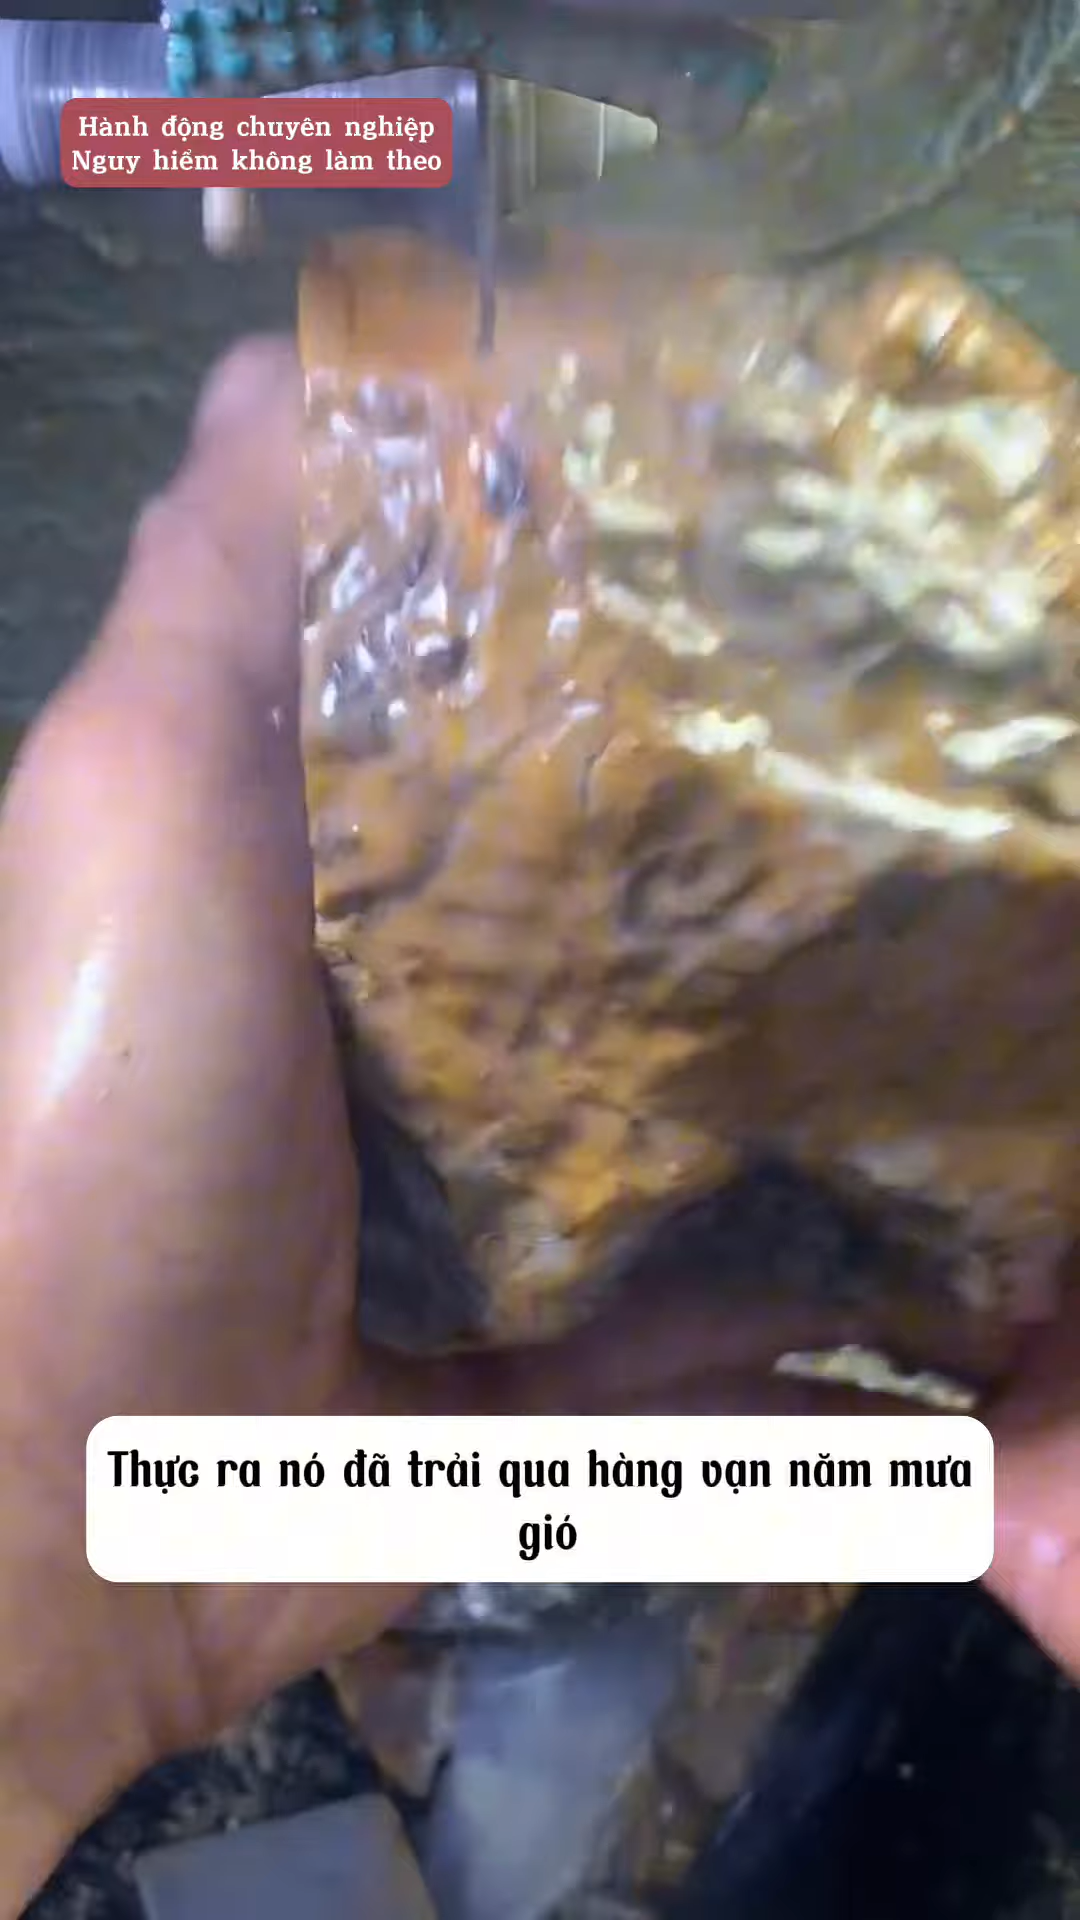 Hành động chuyên nghiệp
Nguy hiểm không làm theo
Thực ra nó đã trải qua hàng vạn năm mưa
gió